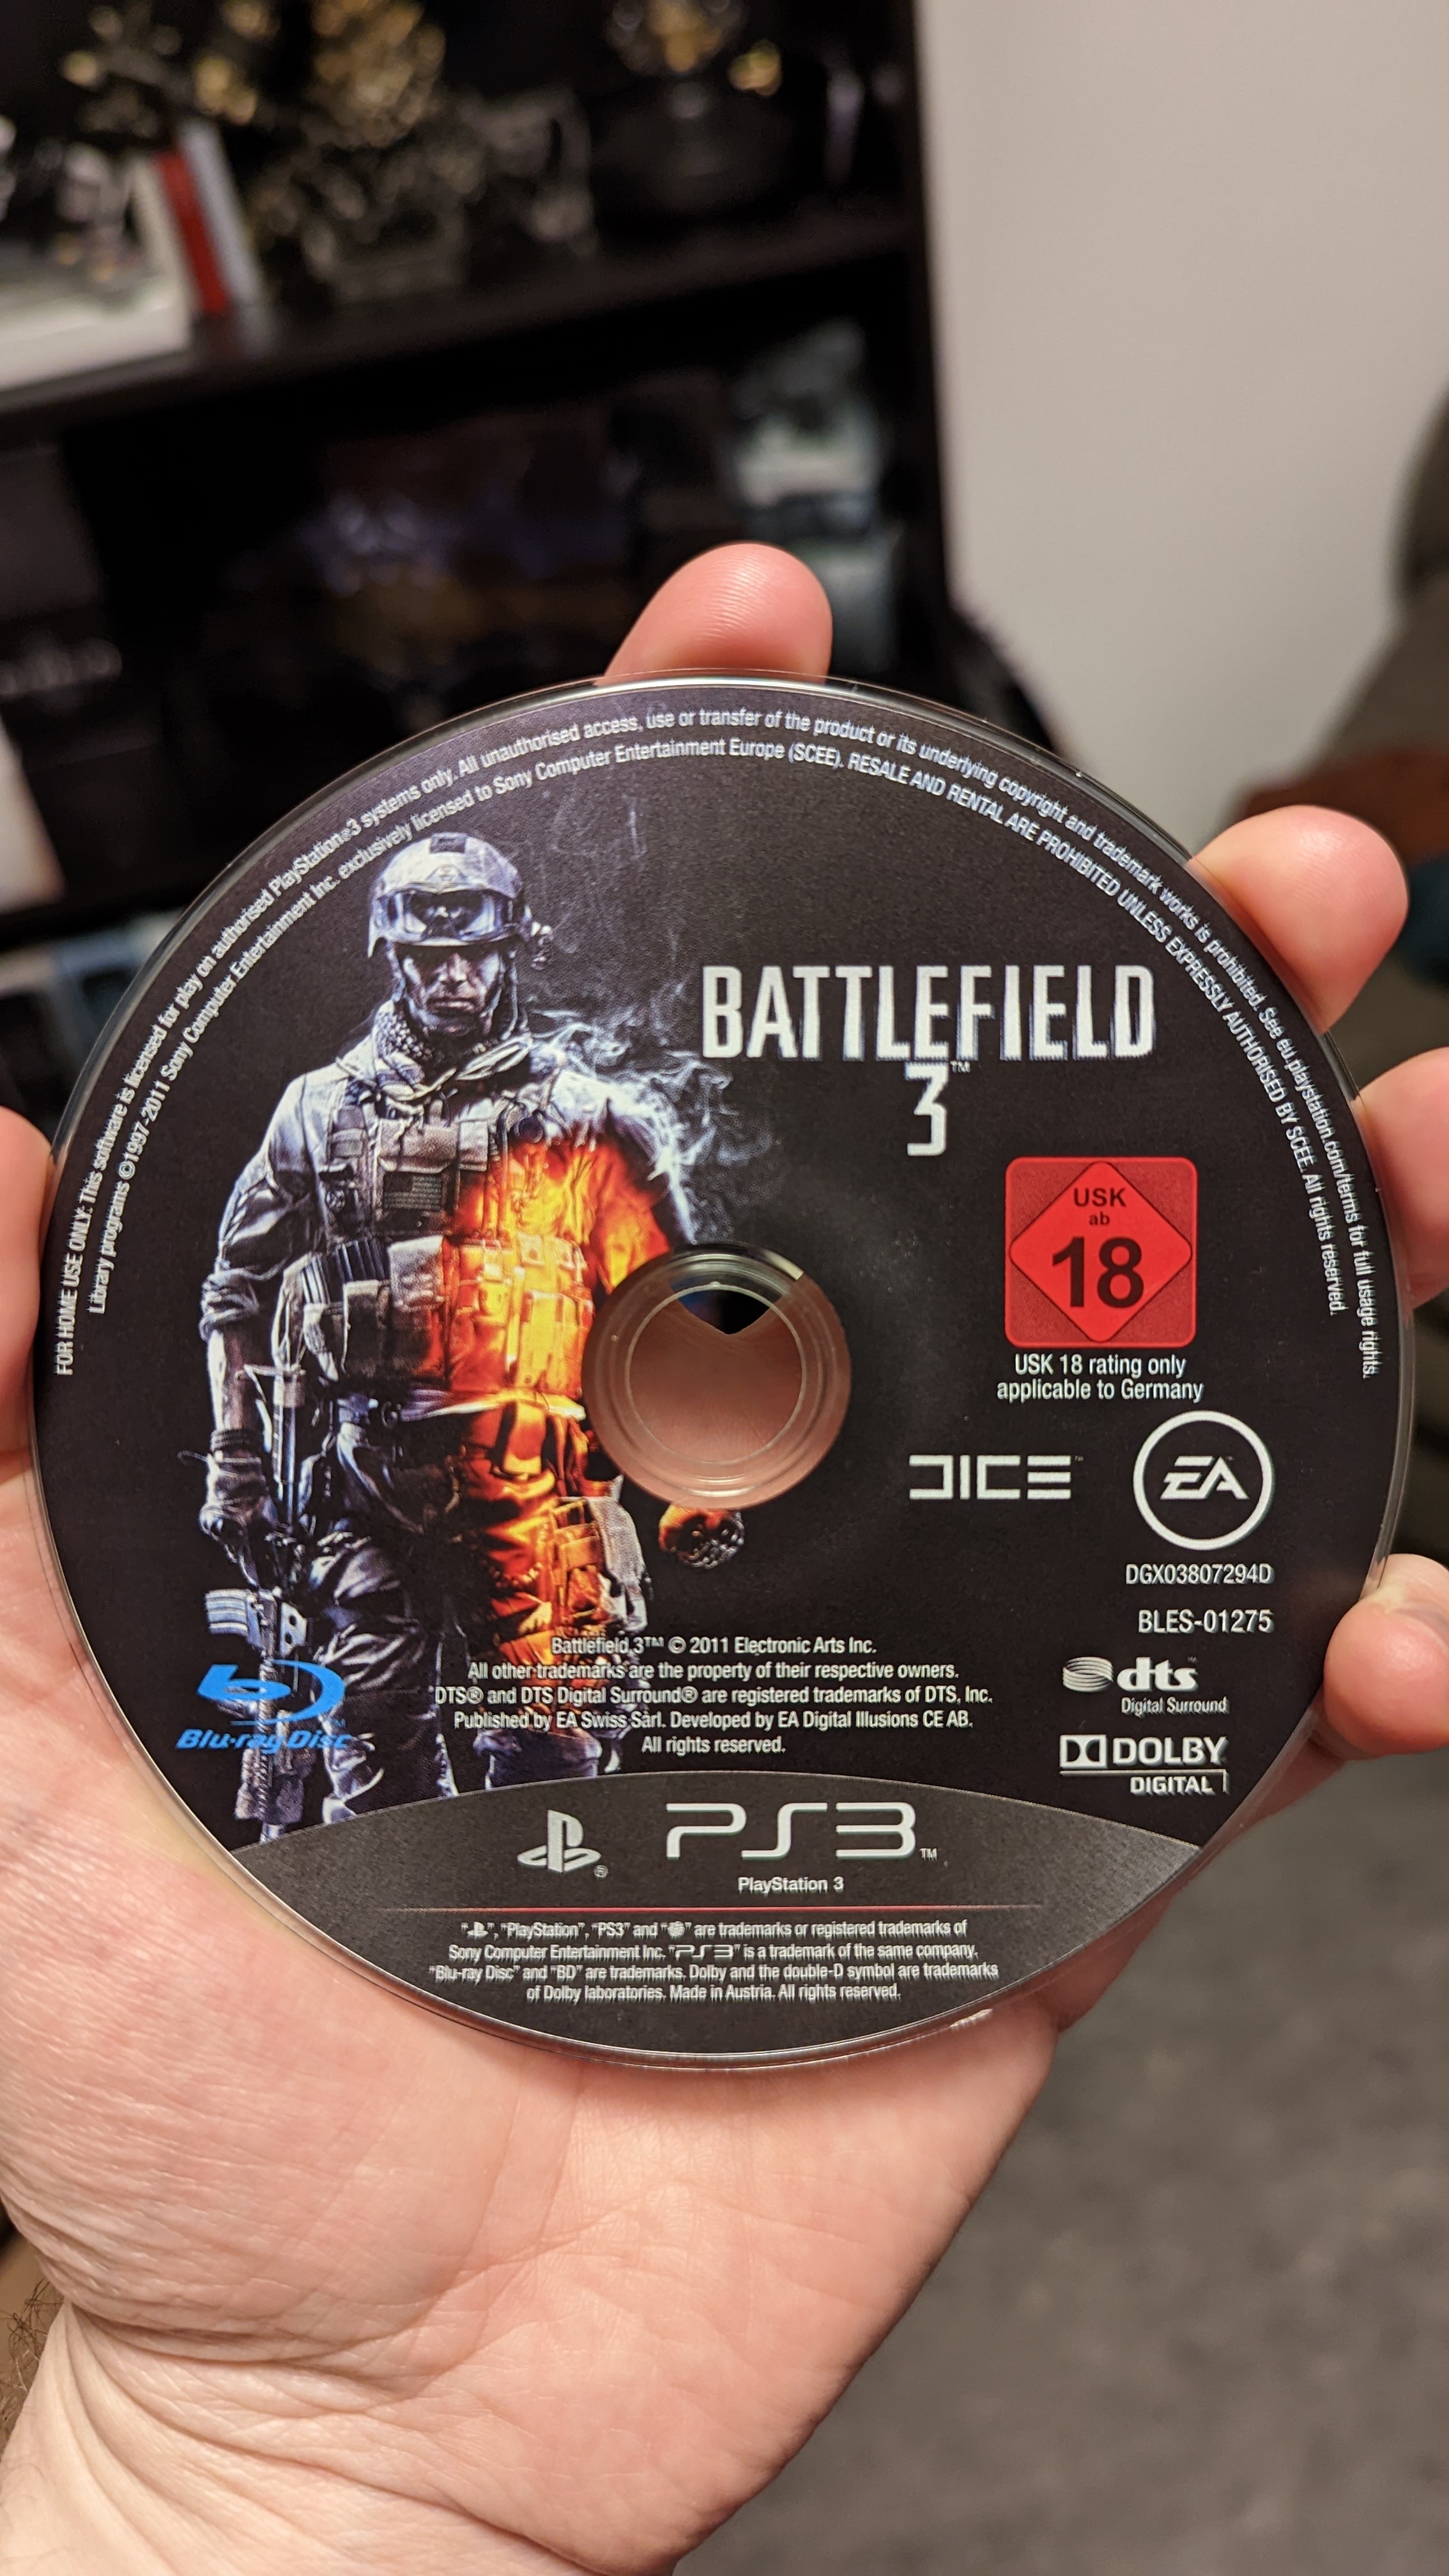 FOR HOME USE ONLY: This software is licensed for play on authorised PlayStation®3 systems only. All unauthorised access, use or transfer of the product or its underlying copyright and trademark works is prohibited. See eu.playstation.com/terms for full usage rights.
Library programs ©1997-2011 Sony Computer Entertainment Inc. exclusively licensed to Sony Computer Entertainment Europe (SCEE). RESALE AND RENTAL ARE PROHIBITED UNLESS EXPRESSLY AUTHORISED BY SCEE. All rights reserved.
BATTLEFIELD
3™
USK
ab
18
USK 18 rating only
applicable to Germany
DICE™
EA
DGX03807294D
BLES-01275
Battlefield 3™ © 2011 Electronic Arts Inc.
All other trademarks are the property of their respective owners.
DTS® and DTS Digital Surround® are registered trademarks of DTS, Inc.
Published by EA Swiss Sàrl. Developed by EA Digital Illusions CE AB.
All rights reserved.
Blu-ray Disc™
dts
Digital Surround
DOLBY
DIGITAL
® PS3™
PlayStation 3
" ", "PlayStation", "PS3" and " " are trademarks or registered trademarks of
Sony Computer Entertainment Inc. "PS3" is a trademark of the same company.
"Blu-ray Disc" and "BD" are trademarks. Dolby and the double-D symbol are trademarks
of Dolby laboratories. Made in Austria. All rights reserved.